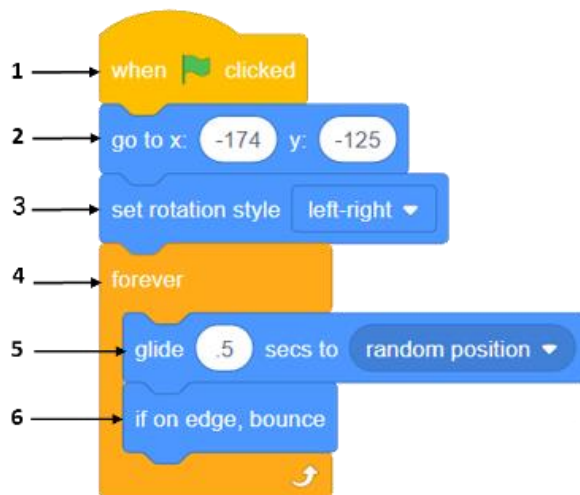 1 when clicked
2 go to x: -174 y: -125
3 set rotation style left-right
4 forever
5 glide .5 secs to random position
6 if on edge, bounce